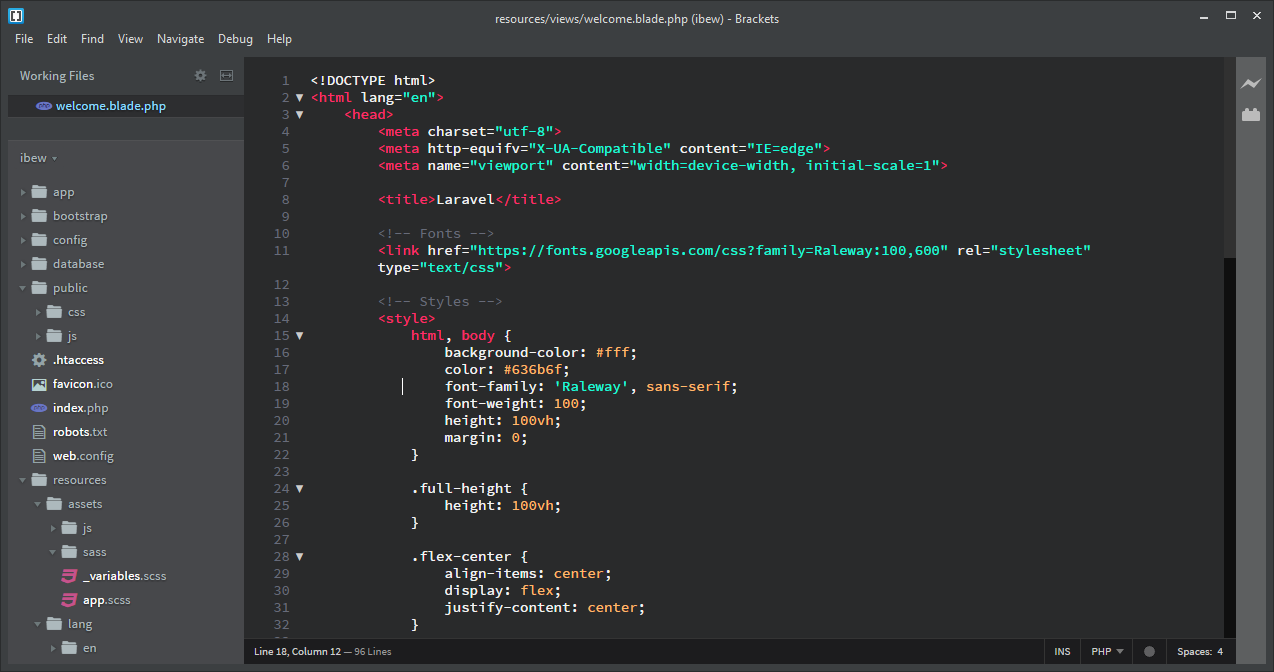 resources/views/welcome.blade.php (ibew) - Brackets
File Edit Find View Navigate Debug Help
Working Files
welcome.blade.php
ibew
app
bootstrap
config
database
public
css
js
.htaccess
favicon.ico
index.php
robots.txt
web.config
resources
assets
js
sass
_variables.scss
app.scss
lang
en
1 <!DOCTYPE html>
2 <html lang="en">
3 <head>
4 <meta charset="utf-8">
5 <meta http-equifv="X-UA-Compatible" content="IE=edge">
6 <meta name="viewport" content="width=device-width, initial-scale=1">
7
8 <title>Laravel</title>
9
10 <!-- Fonts -->
11 <link href="https://fonts.googleapis.com/css?family=Raleway:100,600" rel="stylesheet"
type="text/css">
12
13 <!-- Styles -->
14 <style>
15 html, body {
16 background-color: #fff;
17 color: #636b6f;
18 font-family: 'Raleway', sans-serif;
19 font-weight: 100;
20 height: 100vh;
21 margin: 0;
22 }
23
24 .full-height {
25 height: 100vh;
26 }
27
28 .flex-center {
29 align-items: center;
30 display: flex;
31 justify-content: center;
32 }
Line 18, Column 12 — 96 Lines
INS PHP Spaces: 4